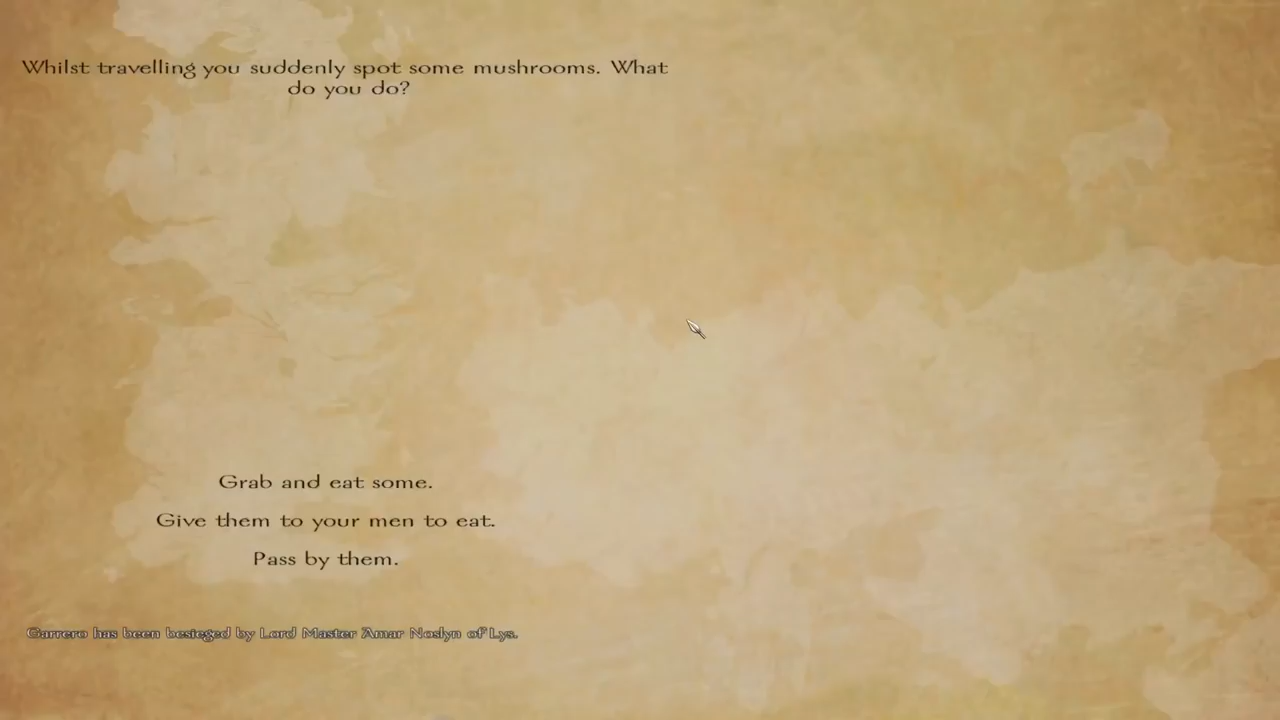 Whilst travelling you suddenly spot some mushrooms. What
do you do?
Grab and eat some.
Give them to your men to eat.
Pass by them.
Garrero has been besieged by Lord Master Amar Noslyn of Lys.